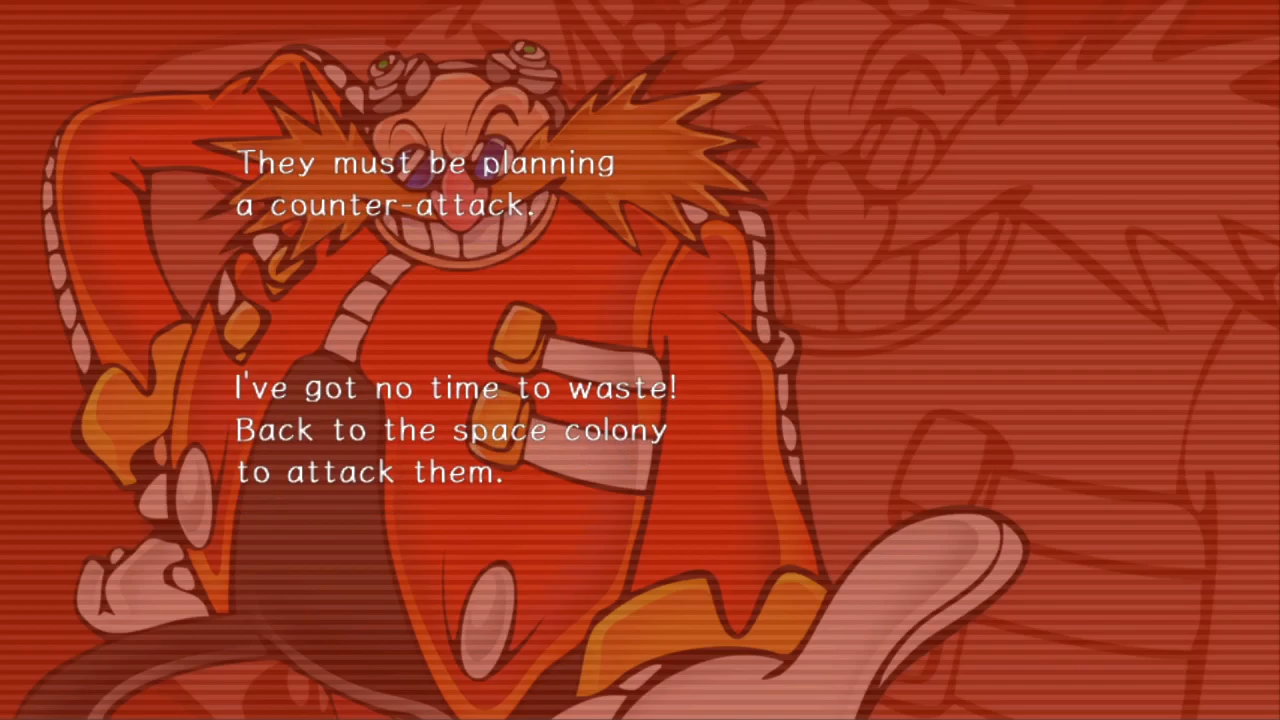 They must be planning
a counter-attack.
I've got no time to waste!
Back to the space colony
to attack them.